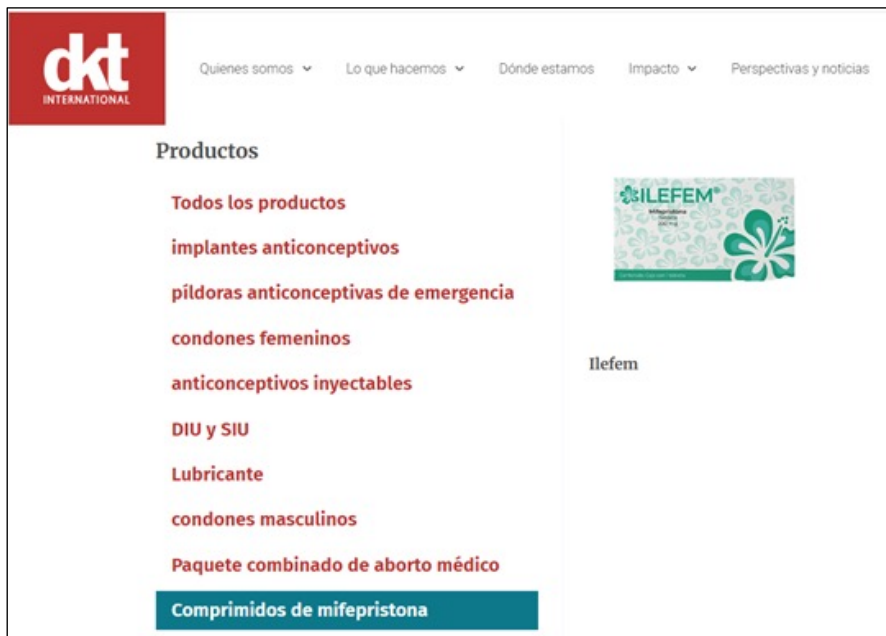 dkt
INTERNATIONAL
Quienes somos
Lo que hacemos
Dónde estamos
Impacto
Perspectivas y noticias
Productos
Todos los productos
implantes anticonceptivos
píldoras anticonceptivas de emergencia
condones femeninos
anticonceptivos inyectables
DIU y SIU
Lubricante
condones masculinos
Paquete combinado de aborto médico
Comprimidos de mifepristona
ILEFEM®
Mifepristona
Ilefem